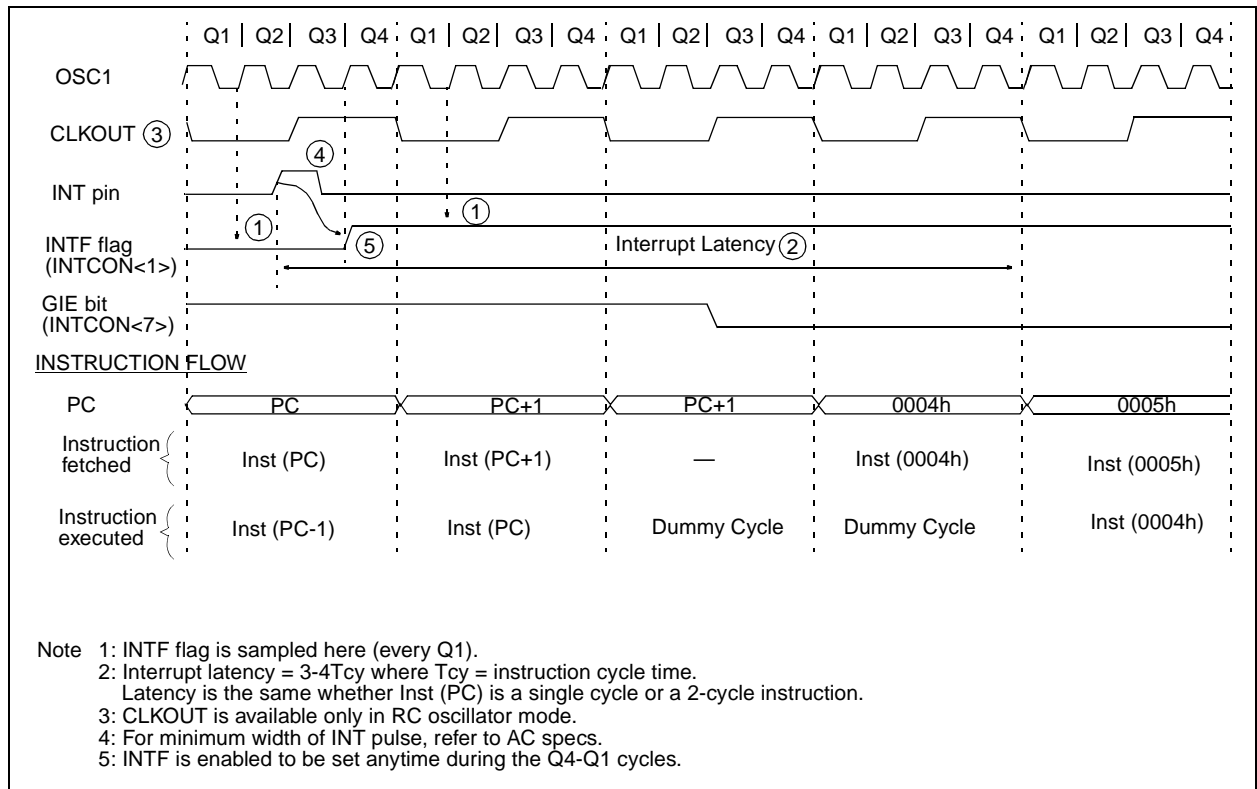 Q1 | Q2 | Q3 | Q4 Q1 | Q2 | Q3 | Q4 Q1 | Q2 | Q3 | Q4 Q1 | Q2 | Q3 | Q4 Q1 | Q2 | Q3 | Q4
OSC1
CLKOUT ③
④
INT pin
① ①
INTF flag
(INTCON<1>)
⑤
Interrupt Latency ②
GIE bit
(INTCON<7>)
INSTRUCTION FLOW
PC PC PC+1 PC+1 0004h 0005h
Instruction
fetched
Inst (PC) Inst (PC+1) — Inst (0004h) Inst (0005h)
Instruction
executed
Inst (PC-1) Inst (PC) Dummy Cycle Dummy Cycle Inst (0004h)
Note 1: INTF flag is sampled here (every Q1).
2: Interrupt latency = 3-4Tcy where Tcy = instruction cycle time.
Latency is the same whether Inst (PC) is a single cycle or a 2-cycle instruction.
3: CLKOUT is available only in RC oscillator mode.
4: For minimum width of INT pulse, refer to AC specs.
5: INTF is enabled to be set anytime during the Q4-Q1 cycles.